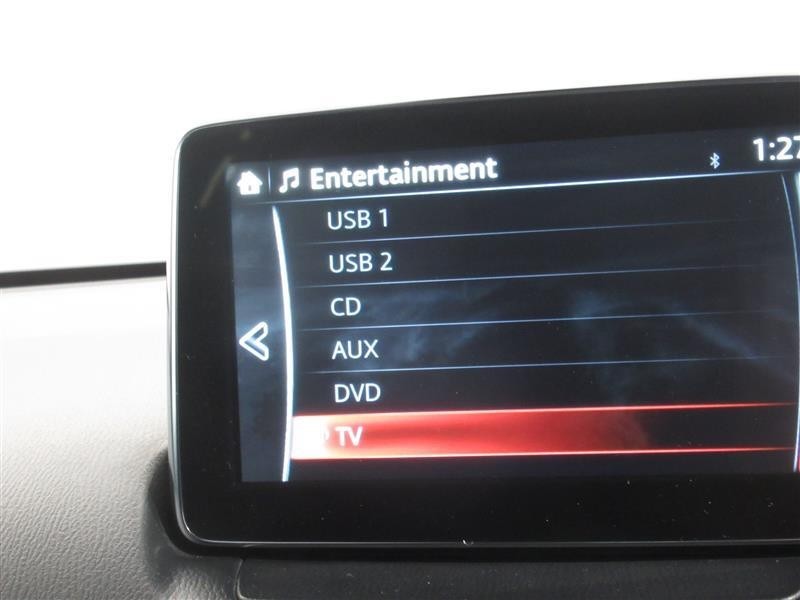 Entertainment
1:27
USB 1
USB 2
CD
AUX
DVD
TV